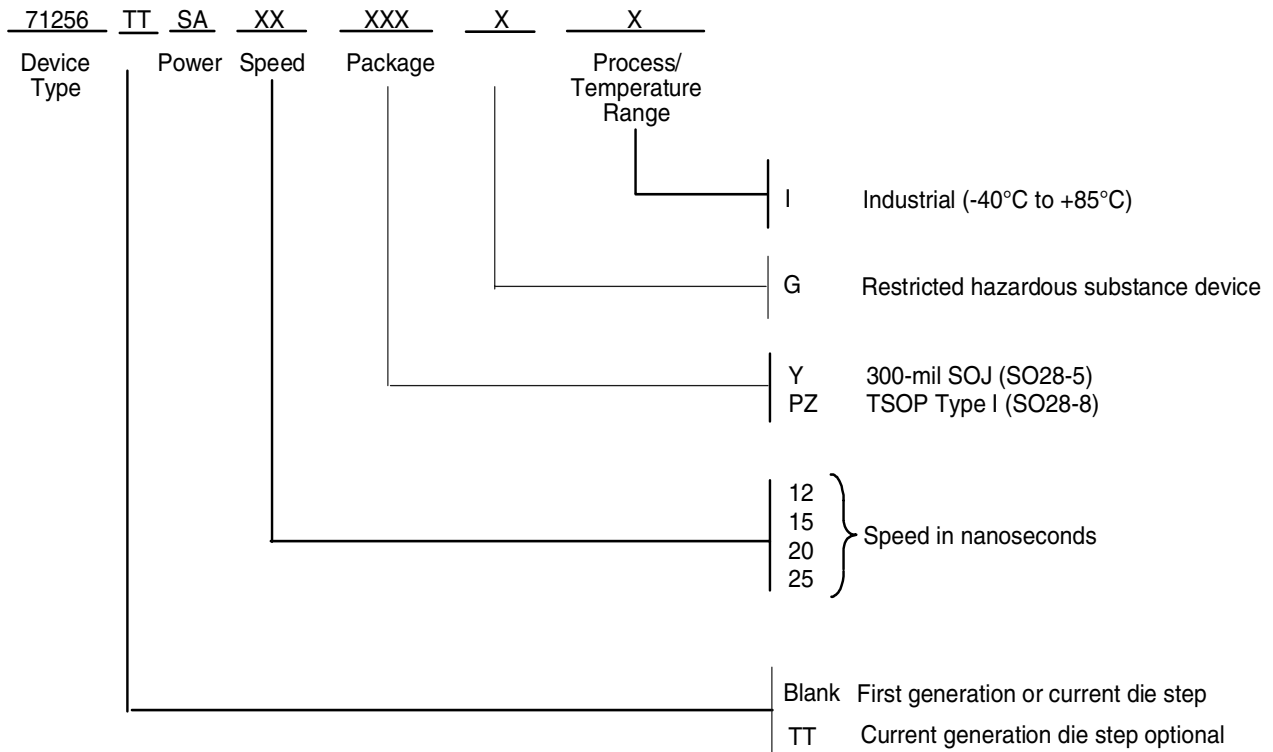 71256 TT SA XX XXX X X
Device Type
Power
Speed
Package
Process/
Temperature
Range
I Industrial (-40°C to +85°C)
G Restricted hazardous substance device
Y 300-mil SOJ (SO28-5)
PZ TSOP Type I (SO28-8)
12
15
20
25
Speed in nanoseconds
Blank First generation or current die step
TT Current generation die step optional